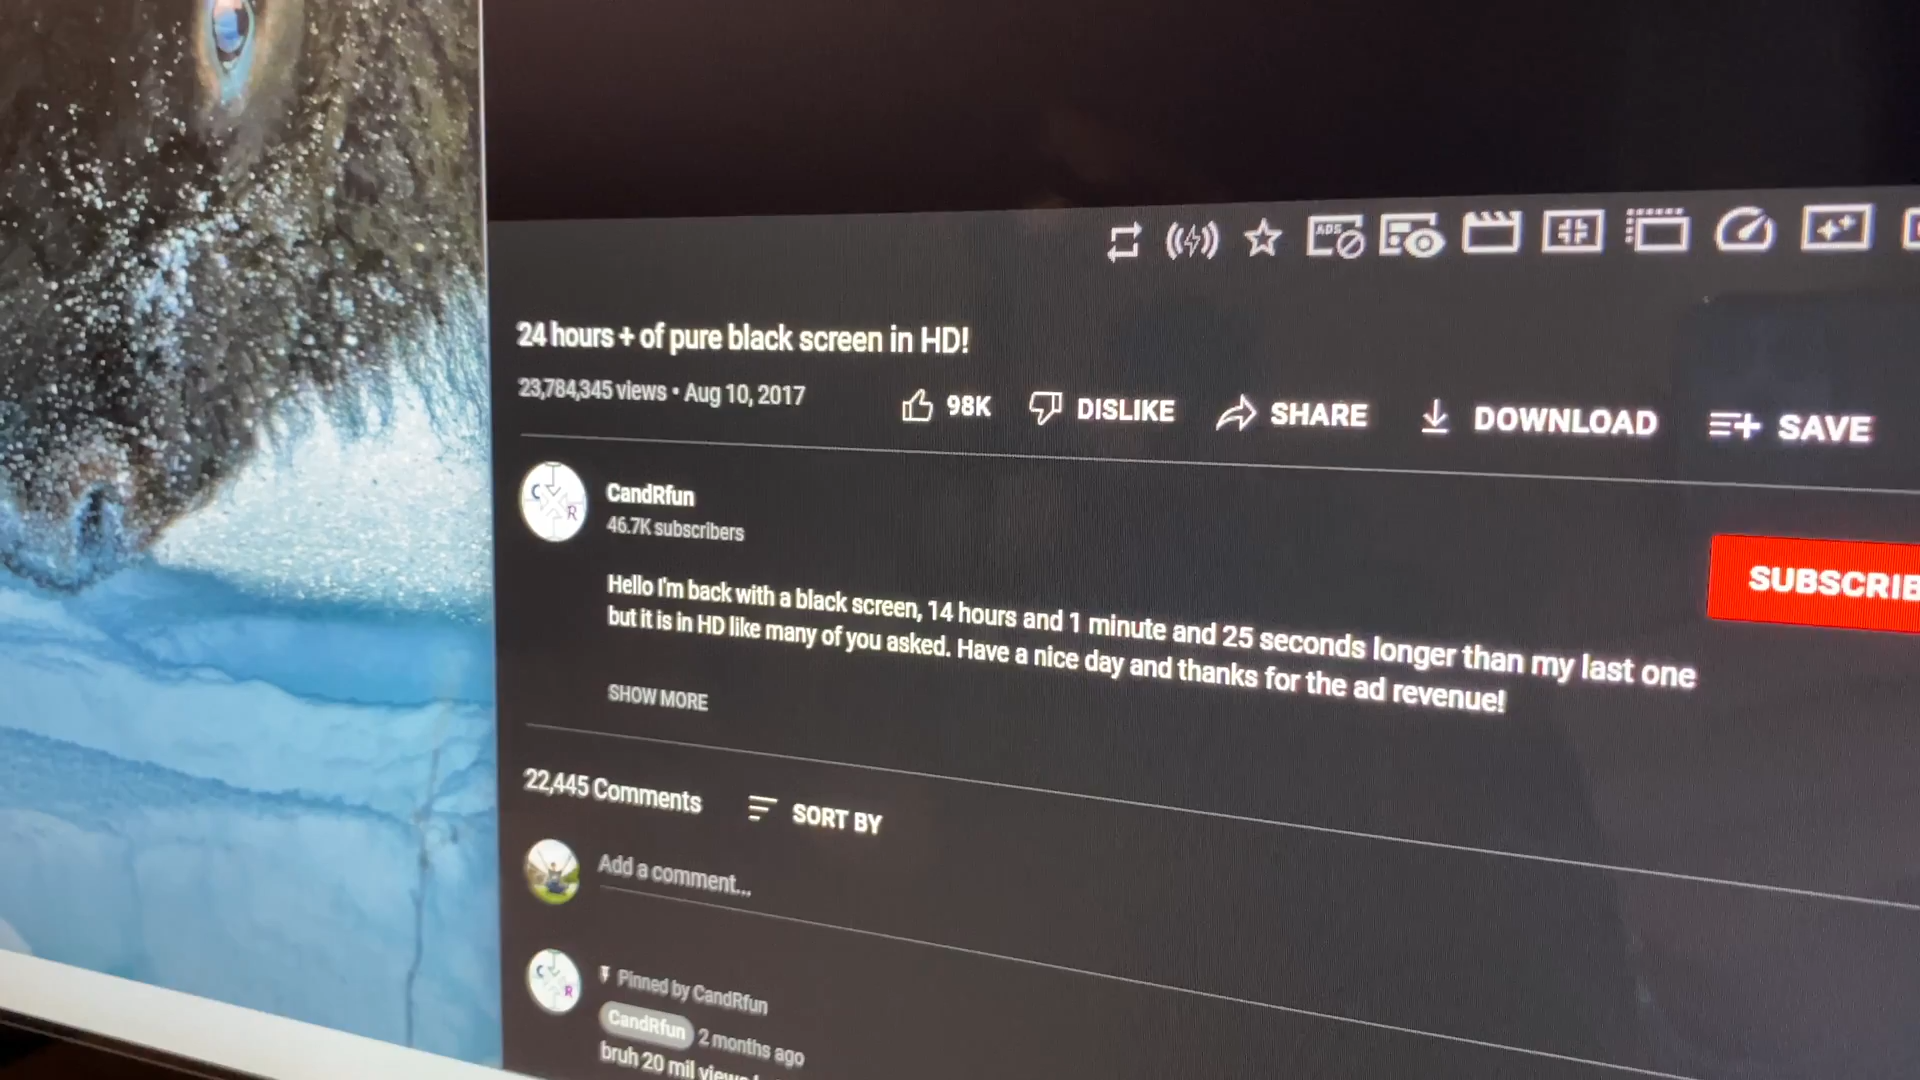 ADS
24 hours + of pure black screen in HD!
23,784,345 views • Aug 10, 2017
98K
DISLIKE
SHARE
DOWNLOAD
SAVE
C R
CandRfun
46.7K subscribers
SUBSCRIB
Hello I'm back with a black screen, 14 hours and 1 minute and 25 seconds longer than my last one
but it is in HD like many of you asked. Have a nice day and thanks for the ad revenue!
SHOW MORE
22,445 Comments
SORT BY
Add a comment...
C R
Pinned by CandRfun
CandRfun 2 months ago
bruh 20 mil views